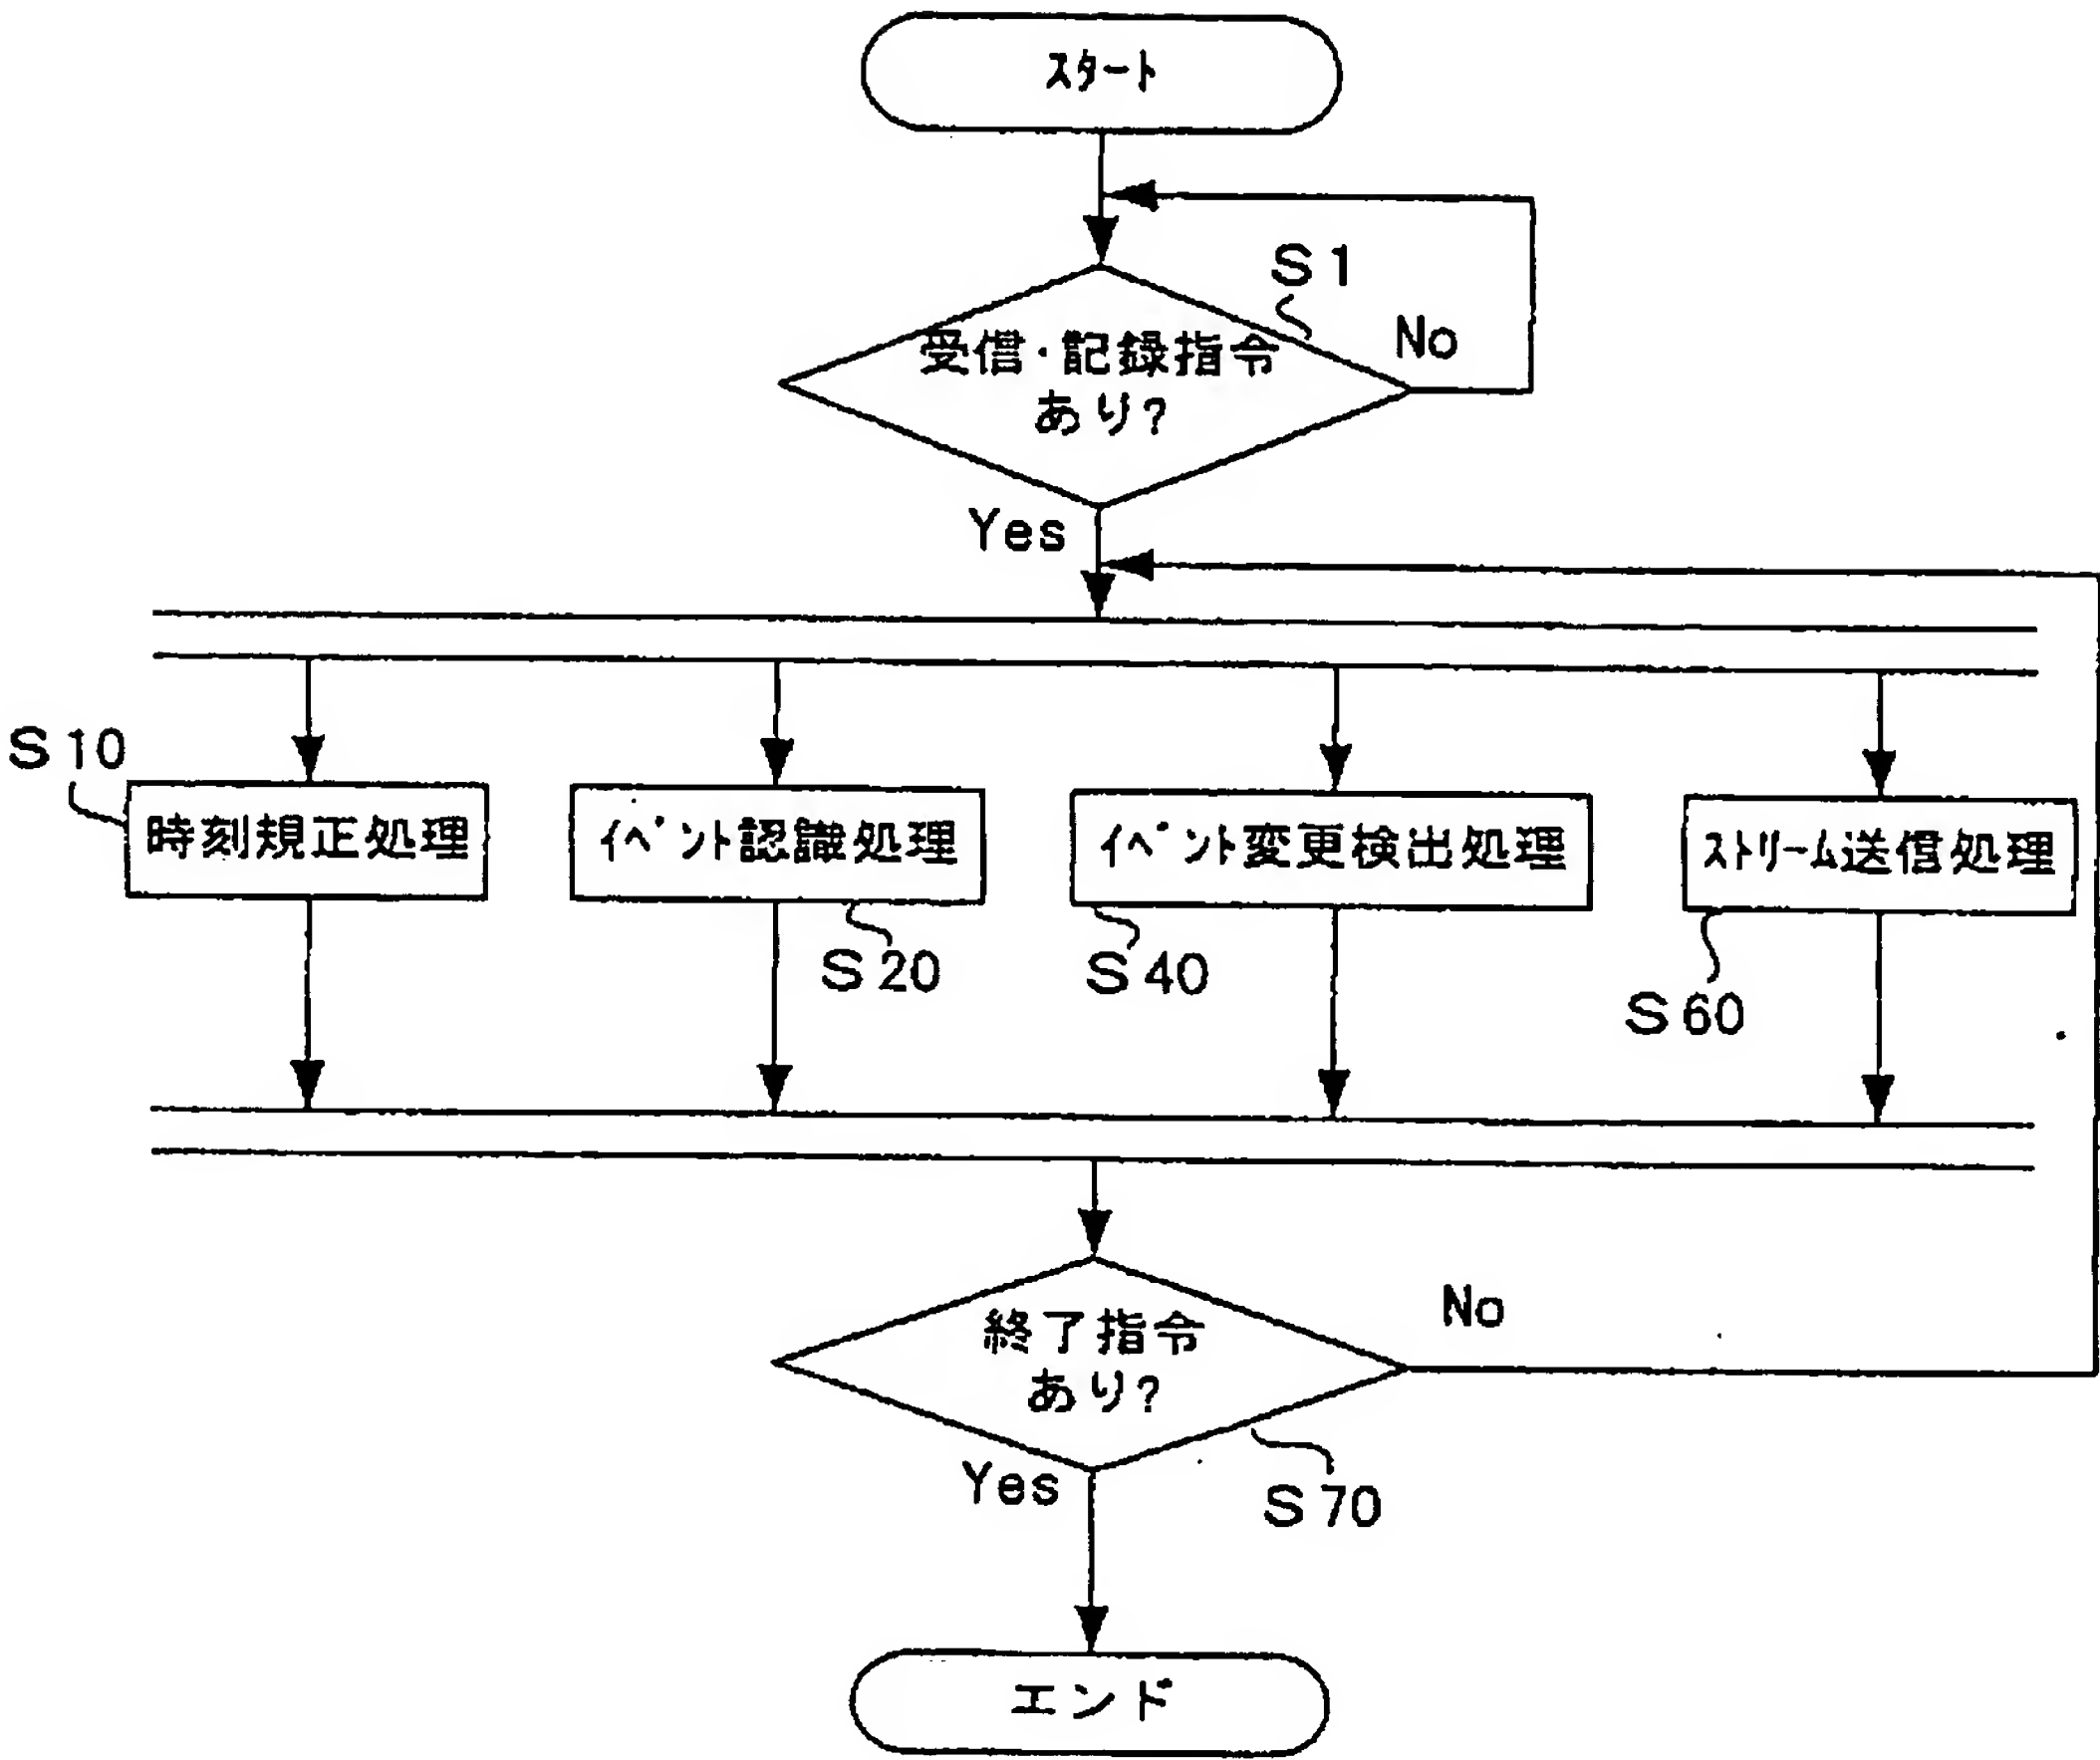 スタート
S1
受信・記録指令
あり?
No
Yes
S10
時刻規正処理
イベント認識処理
イベント変更検出処理
ストリーム送信処理
S20
S40
S60
終了指令
あり?
No
Yes
S70
エンド